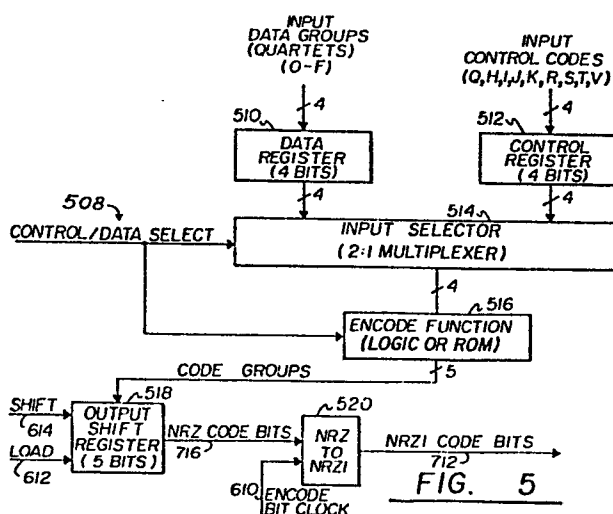 INPUT
DATA GROUPS
(QUARTETS)
(O-F)
INPUT
CONTROL CODES
(Q,H,I,J,K,R,S,T,V)
4
4
510
512
DATA
REGISTER
(4 BITS)
CONTROL
REGISTER
(4 BITS)
4
4
508
514
CONTROL/DATA SELECT
INPUT SELECTOR
(2:1 MULTIPLEXER)
4
516
ENCODE FUNCTION
(LOGIC OR ROM)
CODE GROUPS
5
518
520
SHIFT
614
OUTPUT
SHIFT
REGISTER
(5 BITS)
NRZ CODE BITS
716
NRZ
TO
NRZI
NRZI CODE BITS
712
LOAD
612
610
ENCODE
BIT CLOCK
FIG. 5